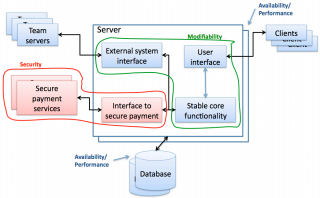 Availability/
Performance
Team
servers
Server
Modifiability
Clients
External system
interface
User
interface
Security
Secure
payment
services
Interface to
secure payment
Stable core
functionality
Availability/
Performance
Database